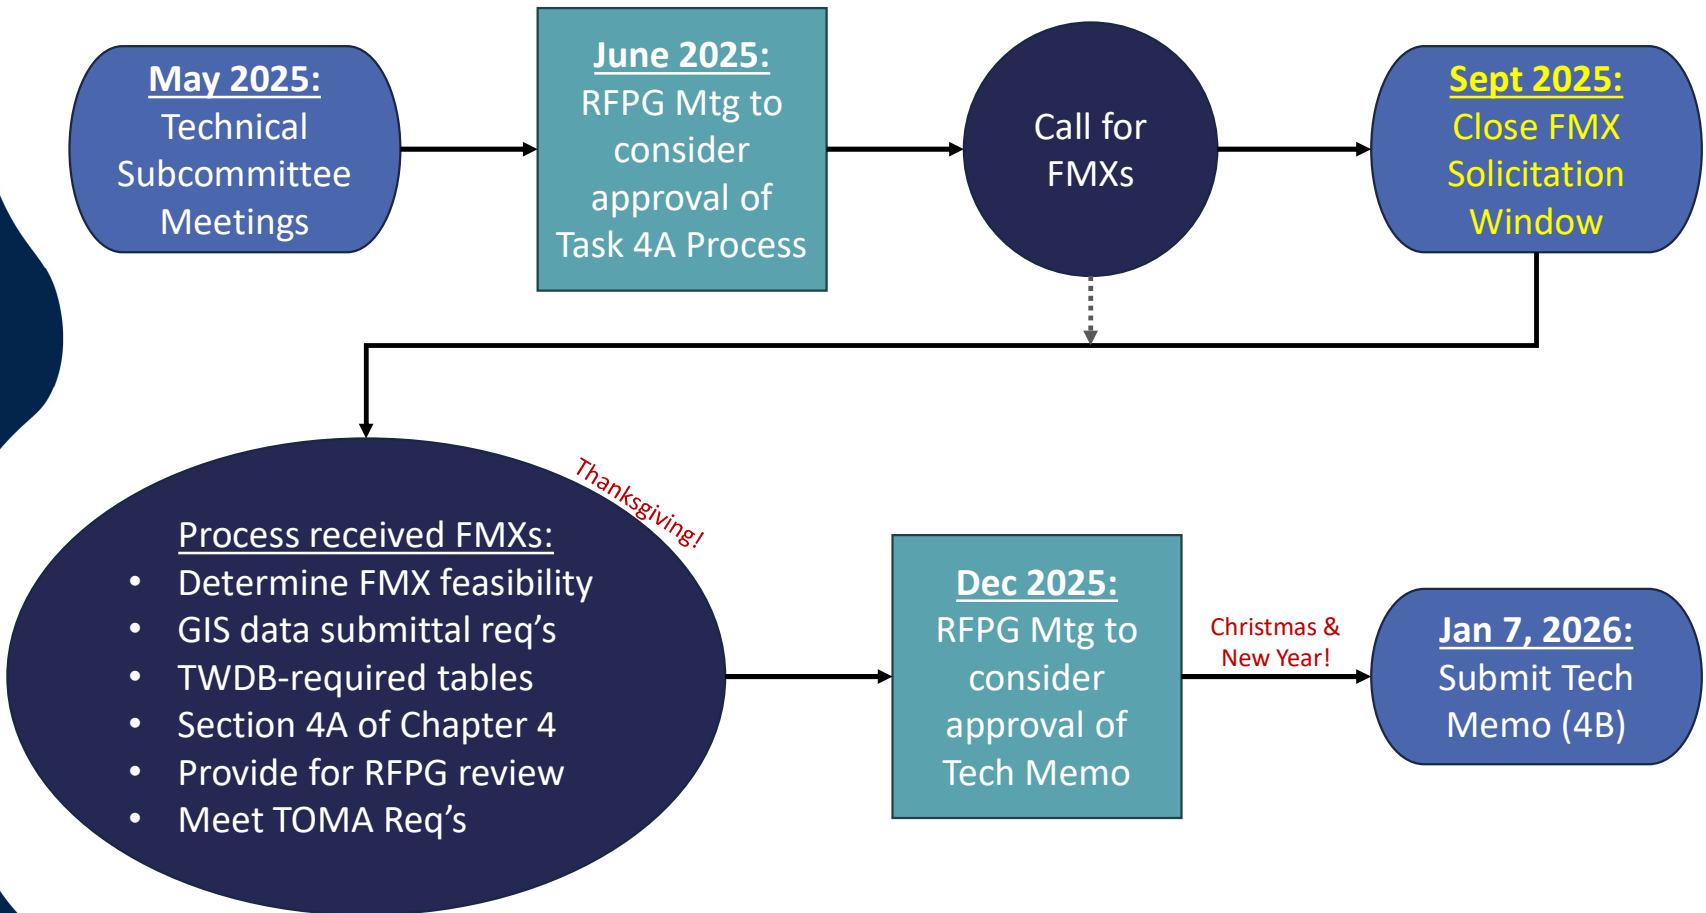 May 2025:
Technical
Subcommittee
Meetings
June 2025:
RFPG Mtg to
consider
approval of
Task 4A Process
Call for
FMXs
Sept 2025:
Close FMX
Solicitation
Window
Thanksgiving!
Process received FMXs:
• Determine FMX feasibility
• GIS data submittal req's
• TWDB-required tables
• Section 4A of Chapter 4
• Provide for RFPG review
• Meet TOMA Req's
Dec 2025:
RFPG Mtg to
consider
approval of
Tech Memo
Christmas &
New Year!
Jan 7, 2026:
Submit Tech
Memo (4B)